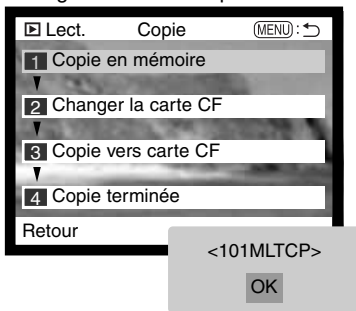 Lect. Copie MENU :
1 Copie en mémoire
2 Changer la carte CF
3 Copie vers carte CF
4 Copie terminée
Retour
<101MLTCP>
OK